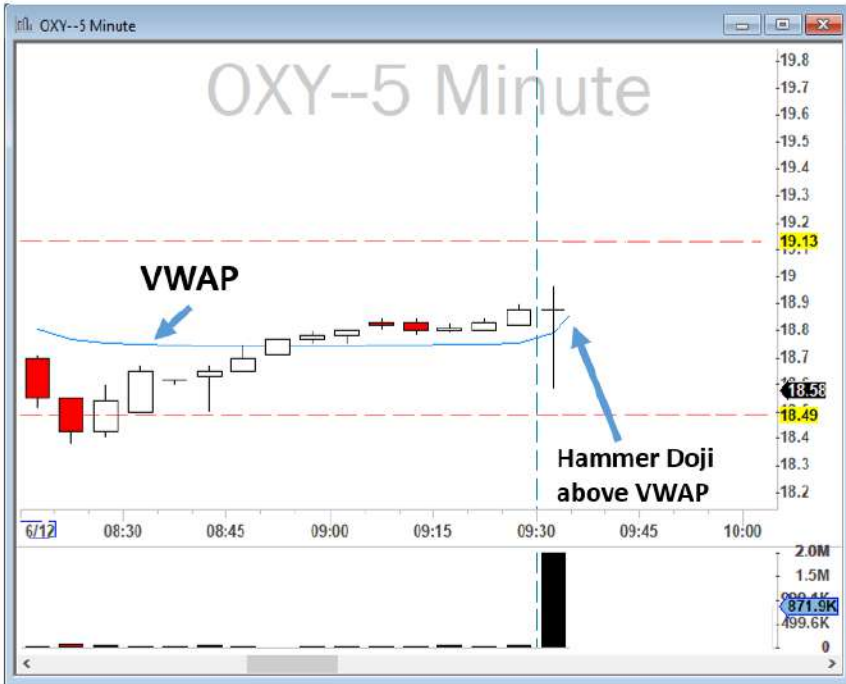 OXY--5 Minute
OXY--5 Minute
19.8
19.7
19.6
19.5
19.4
19.3
19.2
19.13
19
18.9
18.8
18.7
18.58
18.49
18.4
18.3
18.2
VWAP
Hammer Doji
above VWAP
6/12 08:30 08:45 09:00 09:15 09:30 09:45 10:00
2.0M
1.5M
871.9K
499.6K
0